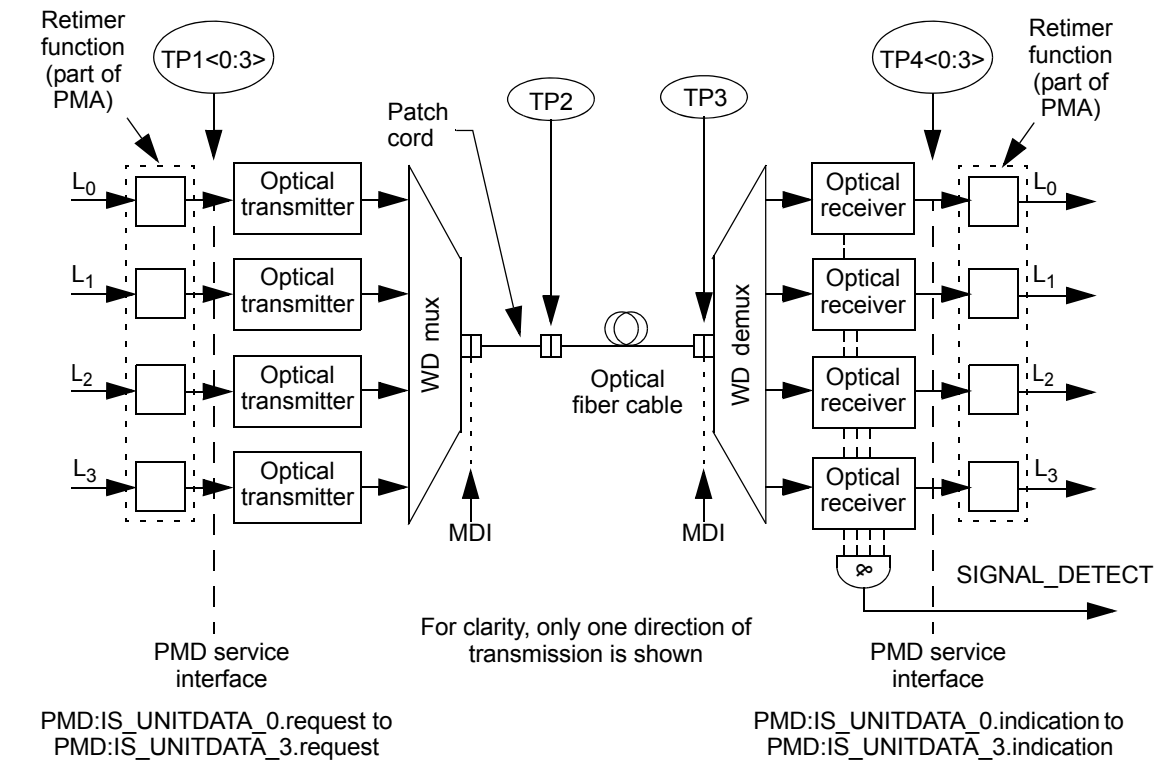 Retimer
function
(part of
PMA)
TP1<0:3>
Patch
cord
TP2
TP3
TP4<0:3>
Retimer
function
(part of
PMA)
L0
Optical
transmitter
Optical
receiver
L0
L1
Optical
transmitter
Optical
receiver
L1
L2
Optical
transmitter
Optical
receiver
L2
L3
Optical
transmitter
Optical
receiver
L3
WD mux
Optical
fiber cable
WD demux
MDI
MDI
&
SIGNAL_DETECT
For clarity, only one direction of
transmission is shown
PMD service
interface
PMD service
interface
PMD:IS_UNITDATA_0.request to
PMD:IS_UNITDATA_3.request
PMD:IS_UNITDATA_0.indication to
PMD:IS_UNITDATA_3.indication